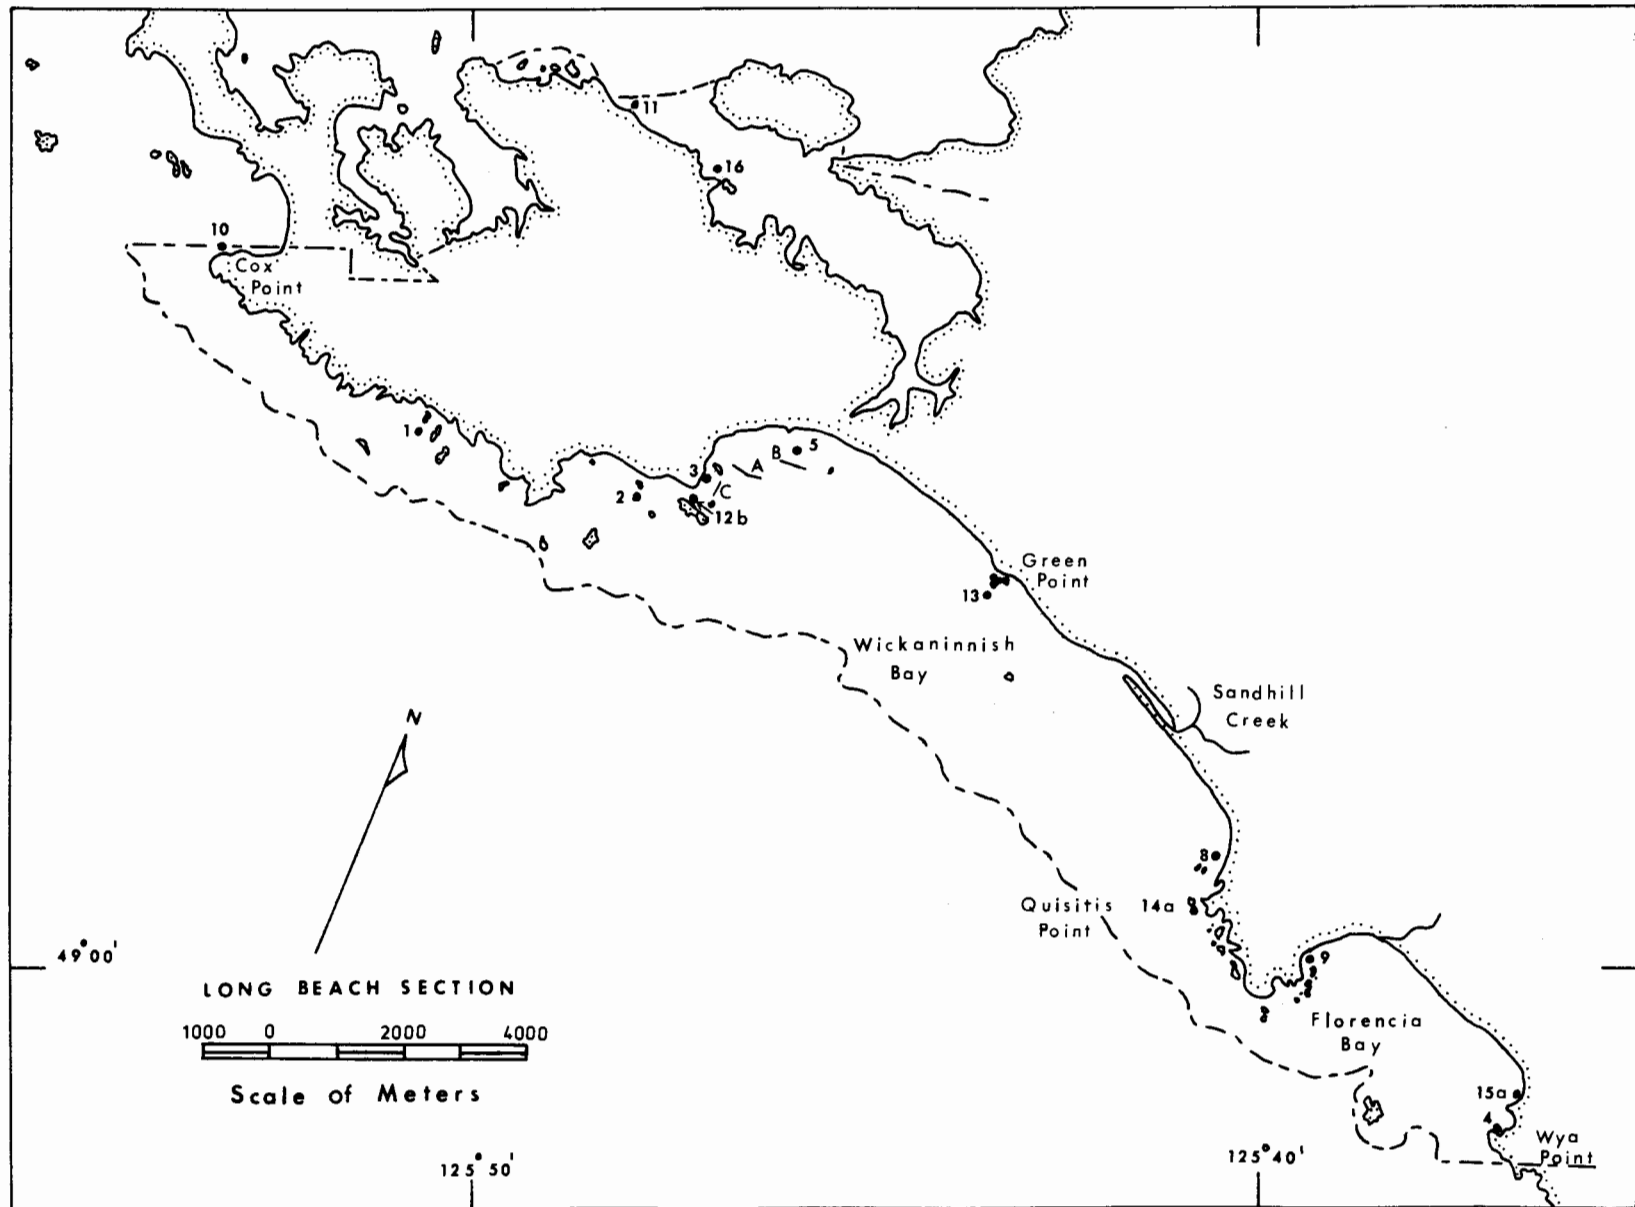 11
16
10
Cox
Point
1
5
B
A
3
C
2
12b
Green
Point
13
Wickaninnish
Bay
Sandhill
Creek
N
8
Quisitis
Point
14a
9
49°00'
LONG BEACH SECTION
1000 0 2000 4000
Scale of Meters
Florencia
Bay
15a
4
Wya
Point
125°50'
125°40'